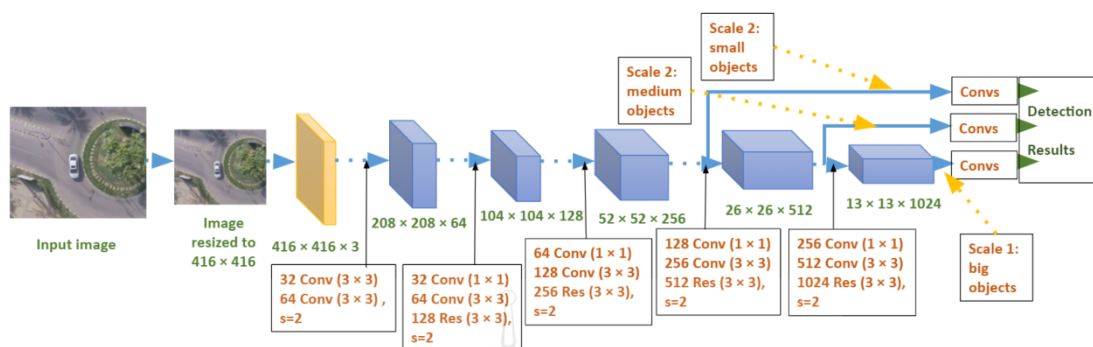 Scale 2:
small
objects
Scale 2:
medium
objects
Convs
Detection
Convs
Results
Convs
Input image
Image
resized to
416 × 416
416 × 416 × 3
208 × 208 × 64
104 × 104 × 128
52 × 52 × 256
26 × 26 × 512
13 × 13 × 1024
32 Conv (3 × 3)
64 Conv (3 × 3) ,
s=2
32 Conv (1 × 1)
64 Conv (3 × 3)
128 Res (3 × 3),
s=2
64 Conv (1 × 1)
128 Conv (3 × 3)
256 Res (3 × 3),
s=2
128 Conv (1 × 1)
256 Conv (3 × 3)
512 Res (3 × 3),
s=2
256 Conv (1 × 1)
512 Conv (3 × 3)
1024 Res (3 × 3),
s=2
Scale 1:
big
objects